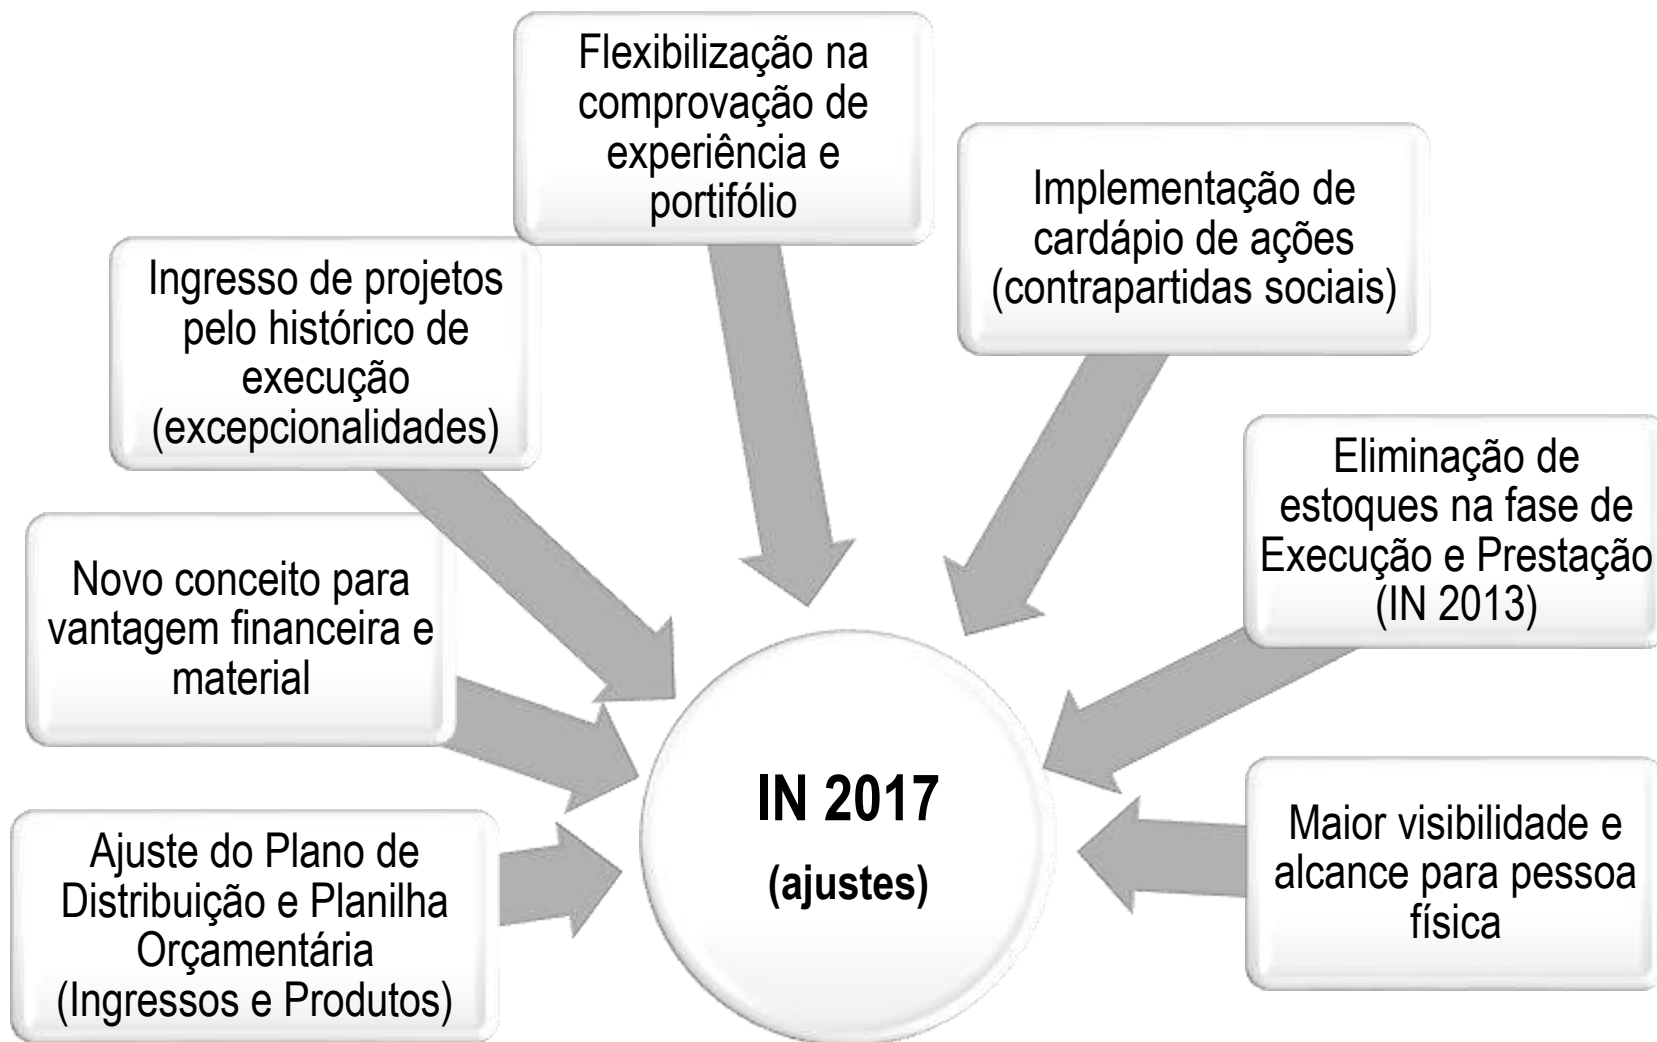 Flexibilização na
comprovação de
experiência e
portifólio
Implementação de
cardápio de ações
(contrapartidas sociais)
Ingresso de projetos
pelo histórico de
execução
(excepcionalidades)
Eliminação de
estoques na fase de
Execução e Prestação
(IN 2013)
Novo conceito para
vantagem financeira e
material
IN 2017
(ajustes)
Ajuste do Plano de
Distribuição e Planilha
Orçamentária
(Ingressos e Produtos)
Maior visibilidade e
alcance para pessoa
física